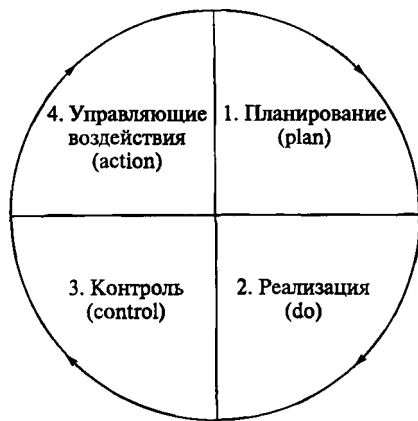 4. Управляющие
воздействия
(action)
1. Планирование
(plan)
3. Контроль
(control)
2. Реализация
(do)